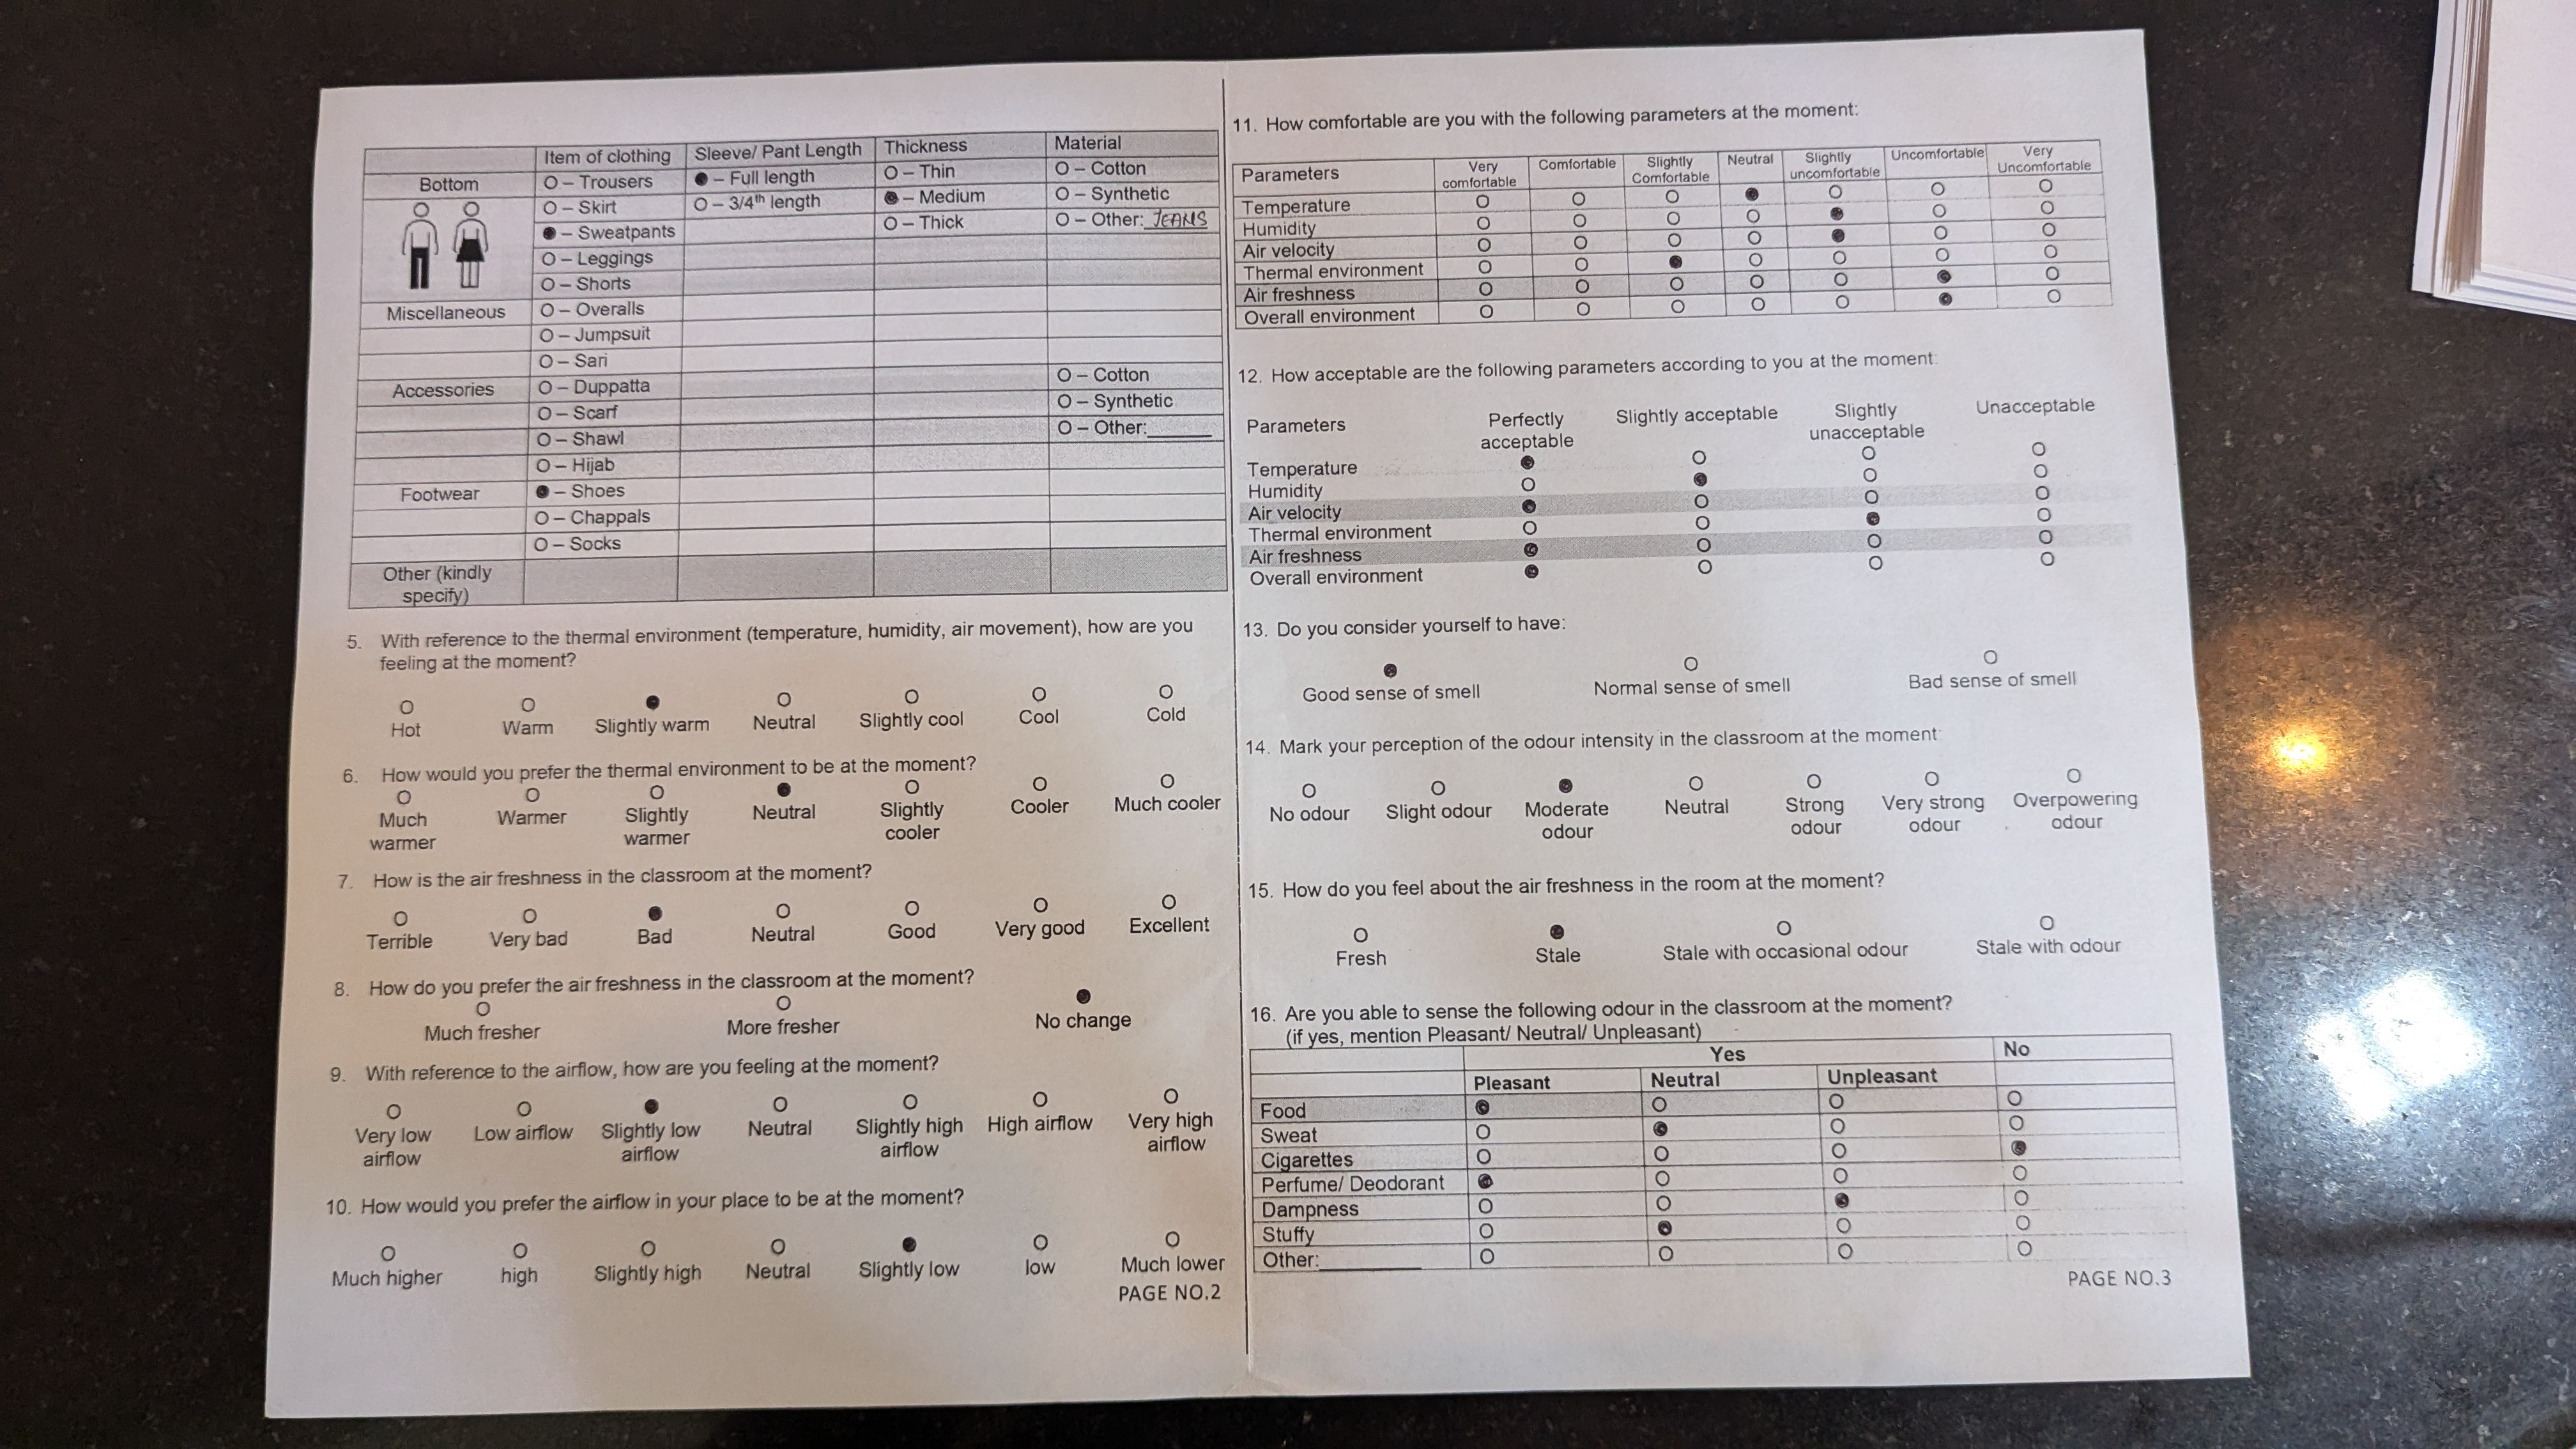 Item of clothing Sleeve/ Pant Length Thickness Material
Bottom O – Trousers ● – Full length O – Thin O – Cotton
O – Skirt O – 3/4th length ● – Medium O – Synthetic
● – Sweatpants O – Thick O – Other: JEANS
O – Leggings
O – Shorts
Miscellaneous O – Overalls
O – Jumpsuit
O – Sari
Accessories O – Duppatta O – Cotton
O – Scarf O – Synthetic
O – Shawl O – Other:______
O – Hijab
Footwear ● – Shoes
O – Chappals
O – Socks
Other (kindly
specify)
5. With reference to the thermal environment (temperature, humidity, air movement), how are you
feeling at the moment?
O O ● O O O O
Hot Warm Slightly warm Neutral Slightly cool Cool Cold
6. How would you prefer the thermal environment to be at the moment?
O O O ● O O O
Much Warmer Slightly Neutral Slightly Cooler Much cooler
warmer warmer cooler
7. How is the air freshness in the classroom at the moment?
O O ● O O O O
Terrible Very bad Bad Neutral Good Very good Excellent
8. How do you prefer the air freshness in the classroom at the moment?
O O ●
Much fresher More fresher No change
9. With reference to the airflow, how are you feeling at the moment?
O O ● O O O O
Very low Low airflow Slightly low Neutral Slightly high High airflow Very high
airflow airflow airflow airflow
10. How would you prefer the airflow in your place to be at the moment?
O O O O ● O O
Much higher high Slightly high Neutral Slightly low low Much lower
PAGE NO.2
11. How comfortable are you with the following parameters at the moment:
Parameters Very Comfortable Slightly Neutral Slightly Uncomfortable Very
comfortable Comfortable uncomfortable Uncomfortable
Temperature O O O ● O O O
Humidity O O O O ● O O
Air velocity O O O O ● O O
Thermal environment O O ● O O O O
Air freshness O O O O O ● O
Overall environment O O O O O ● O
12. How acceptable are the following parameters according to you at the moment:
Parameters Perfectly Slightly acceptable Slightly Unacceptable
acceptable unacceptable
Temperature ● O O O
Humidity O ● O O
Air velocity ● O O O
Thermal environment O O ● O
Air freshness ● O O O
Overall environment ● O O O
13. Do you consider yourself to have:
● O O
Good sense of smell Normal sense of smell Bad sense of smell
14. Mark your perception of the odour intensity in the classroom at the moment:
O O ● O O O O
No odour Slight odour Moderate Neutral Strong Very strong Overpowering
odour odour odour odour
15. How do you feel about the air freshness in the room at the moment?
O ● O O
Fresh Stale Stale with occasional odour Stale with odour
16. Are you able to sense the following odour in the classroom at the moment?
(if yes, mention Pleasant/ Neutral/ Unpleasant)
Yes No
Pleasant Neutral Unpleasant
Food ● O O O
Sweat O ● O O
Cigarettes O O O ●
Perfume/ Deodorant ● O O O
Dampness O O ● O
Stuffy O ● O O
Other:__________ O O O O
PAGE NO.3